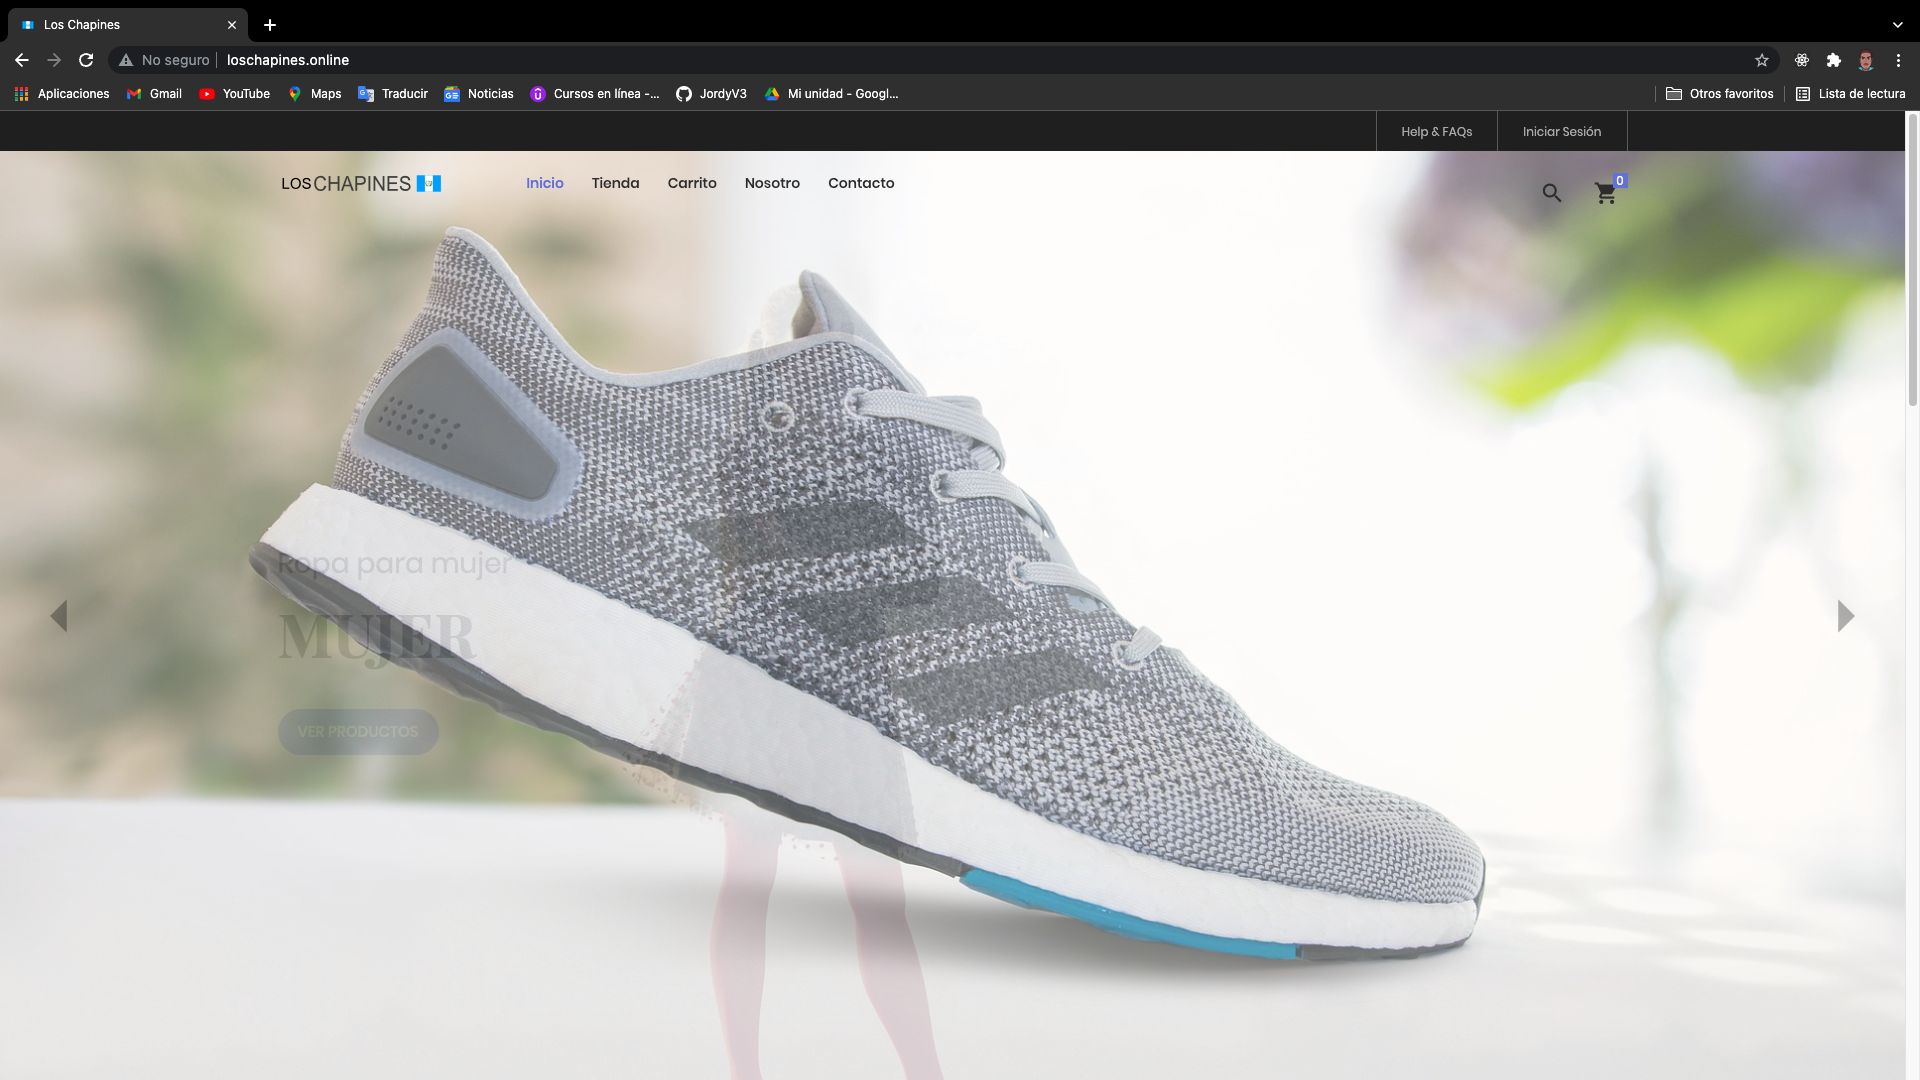 Los Chapines
No seguro
loschapines.online
Aplicaciones
Gmail
YouTube
Maps
Traducir
Noticias
Cursos en línea -...
JordyV3
Mi unidad - Googl...
Otros favoritos
Lista de lectura
Help & FAQs
Iniciar Sesión
LOS CHAPINES
Inicio
Tienda
Carrito
Nosotro
Contacto
0
Ropa para mujer
MUJER
VER PRODUCTOS